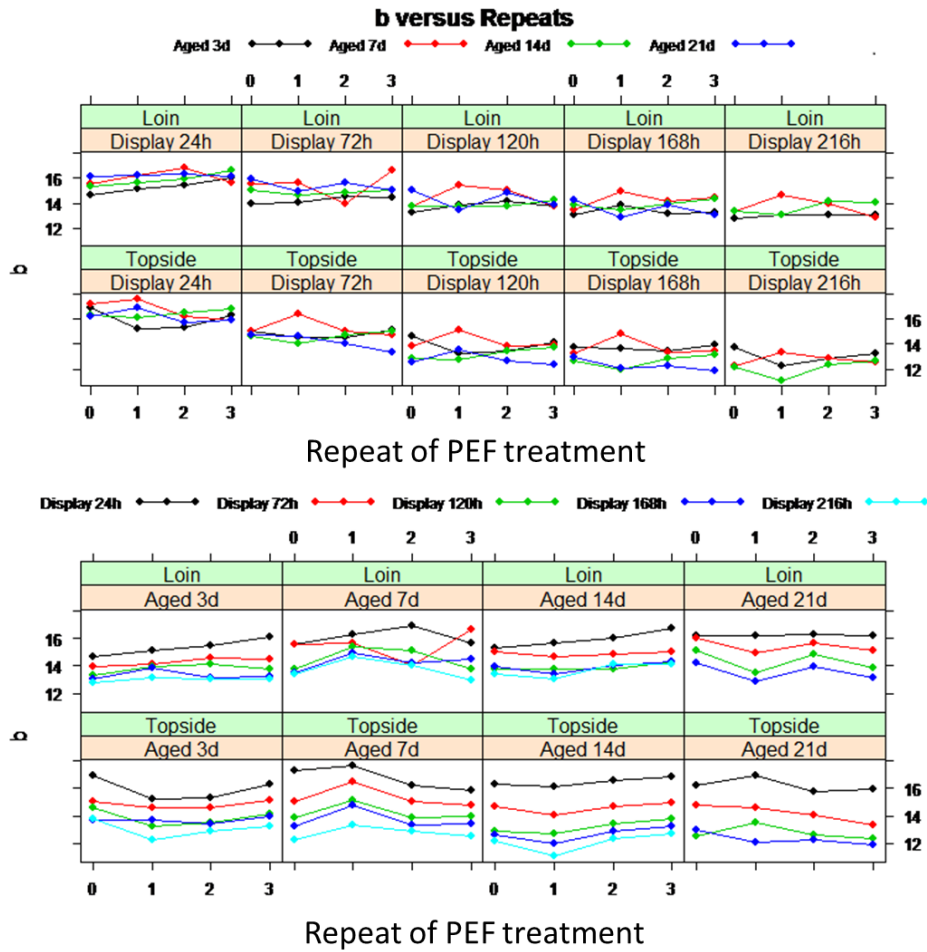 b versus Repeats
Aged 3d Aged 7d Aged 14d Aged 21d
0 1 2 3 0 1 2 3
Loin Loin Loin Loin Loin
Display 24h Display 72h Display 120h Display 168h Display 216h
16
14
12
b
Topside Topside Topside Topside Topside
Display 24h Display 72h Display 120h Display 168h Display 216h
16
14
12
0 1 2 3 0 1 2 3 0 1 2 3
Repeat of PEF treatment
Display 24h Display 72h Display 120h Display 168h Display 216h
0 1 2 3 0 1 2 3
Loin Loin Loin Loin
Aged 3d Aged 7d Aged 14d Aged 21d
16
14
12
b
Topside Topside Topside Topside
Aged 3d Aged 7d Aged 14d Aged 21d
16
14
12
0 1 2 3 0 1 2 3
Repeat of PEF treatment